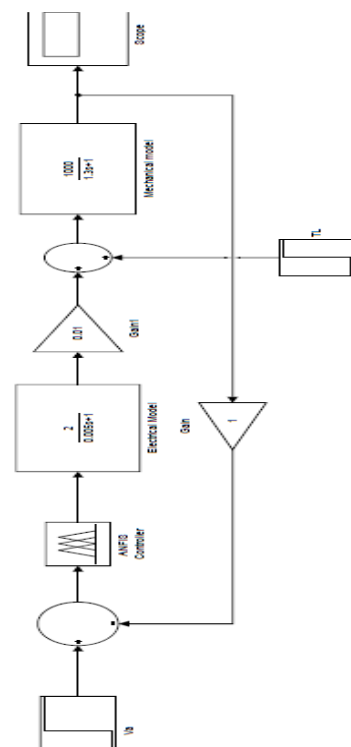 Va
ANFIS
Controller
2
0.005s+1
Electrical Model
0.01
Gain1
1000
1.3s+1
Mechanical model
Scope
TL
1
Gain